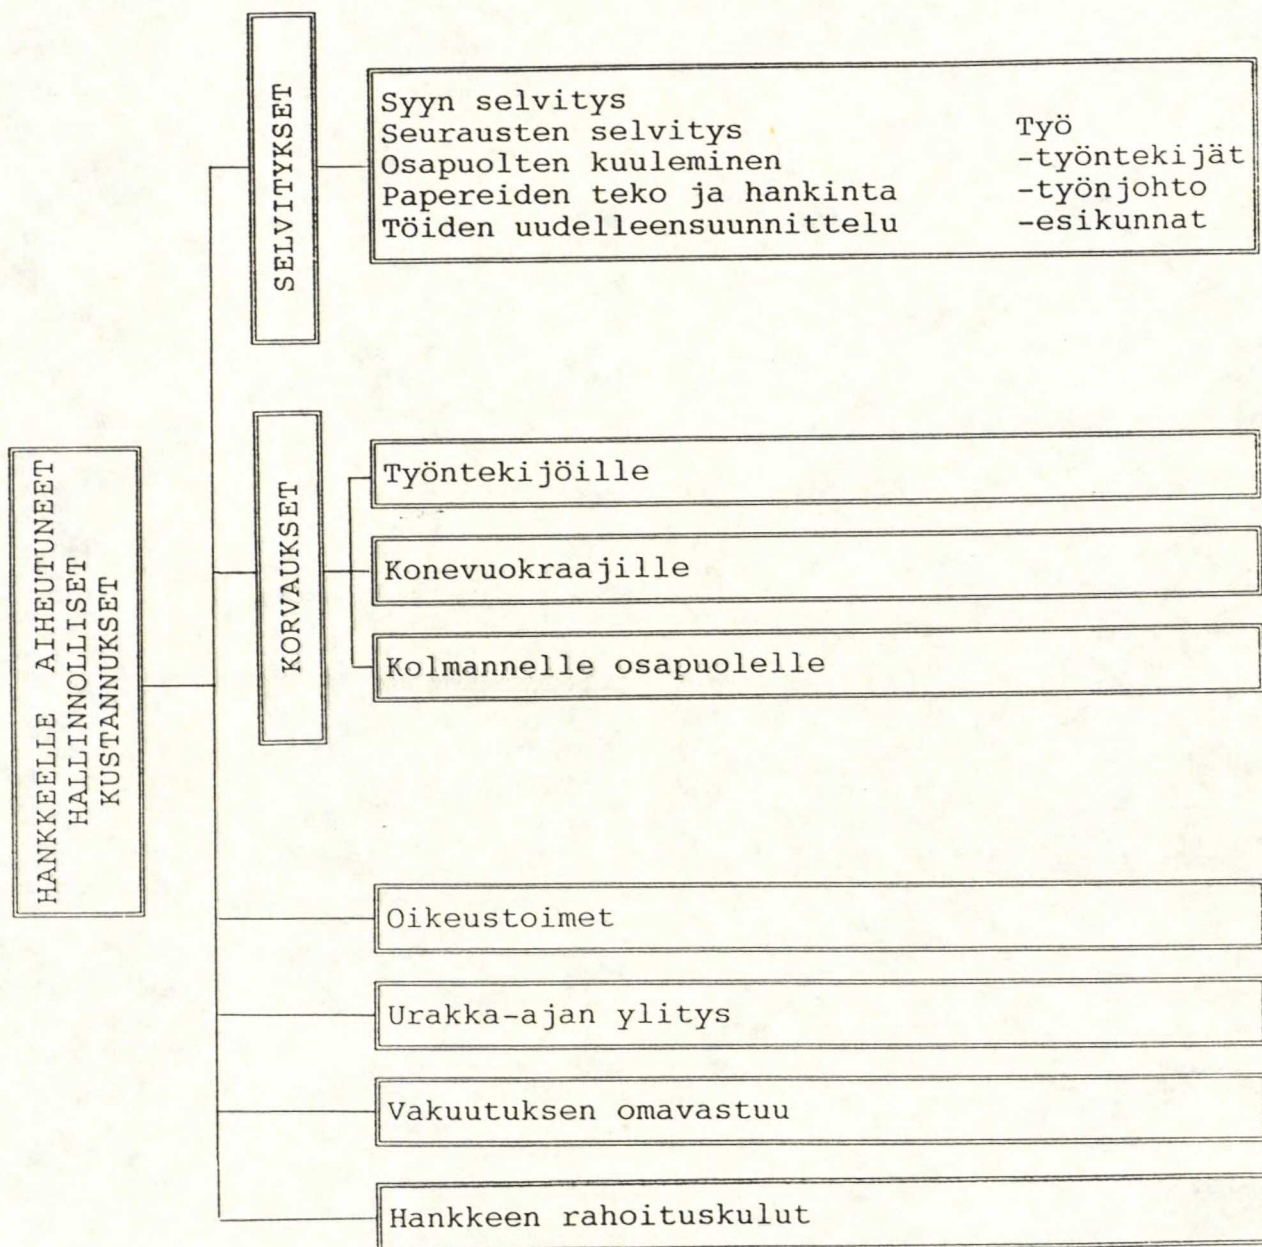 HANKKEELLE AIHEUTUNEET
HALLINNOLLISET
KUSTANNUKSET
SELVITYKSET
Syyn selvitys
Seurausten selvitys
Osapuolten kuuleminen
Papereiden teko ja hankinta
Töiden uudelleensuunnittelu
Työ
-työntekijät
-työnjohto
-esikunnat
KORVAUKSET
Työntekijöille
Konevuokraajille
Kolmannelle osapuolelle
Oikeustoimet
Urakka-ajan ylitys
Vakuutuksen omavastuu
Hankkeen rahoituskulut